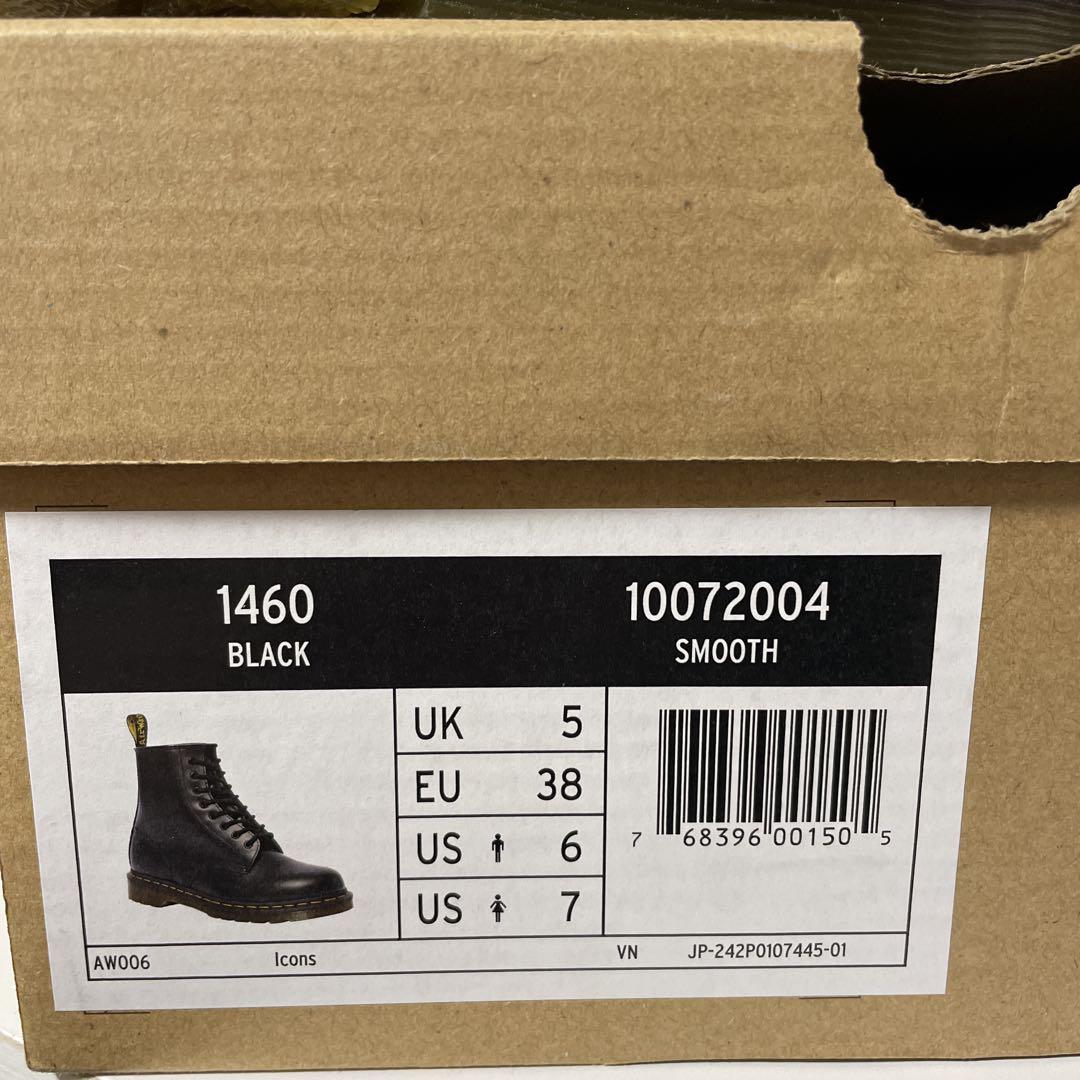 1460
BLACK
10072004
SMOOTH
UK 5
EU 38
US 6
US 7
7 68396 00150 5
AW006 Icons VN JP-242P0107445-01